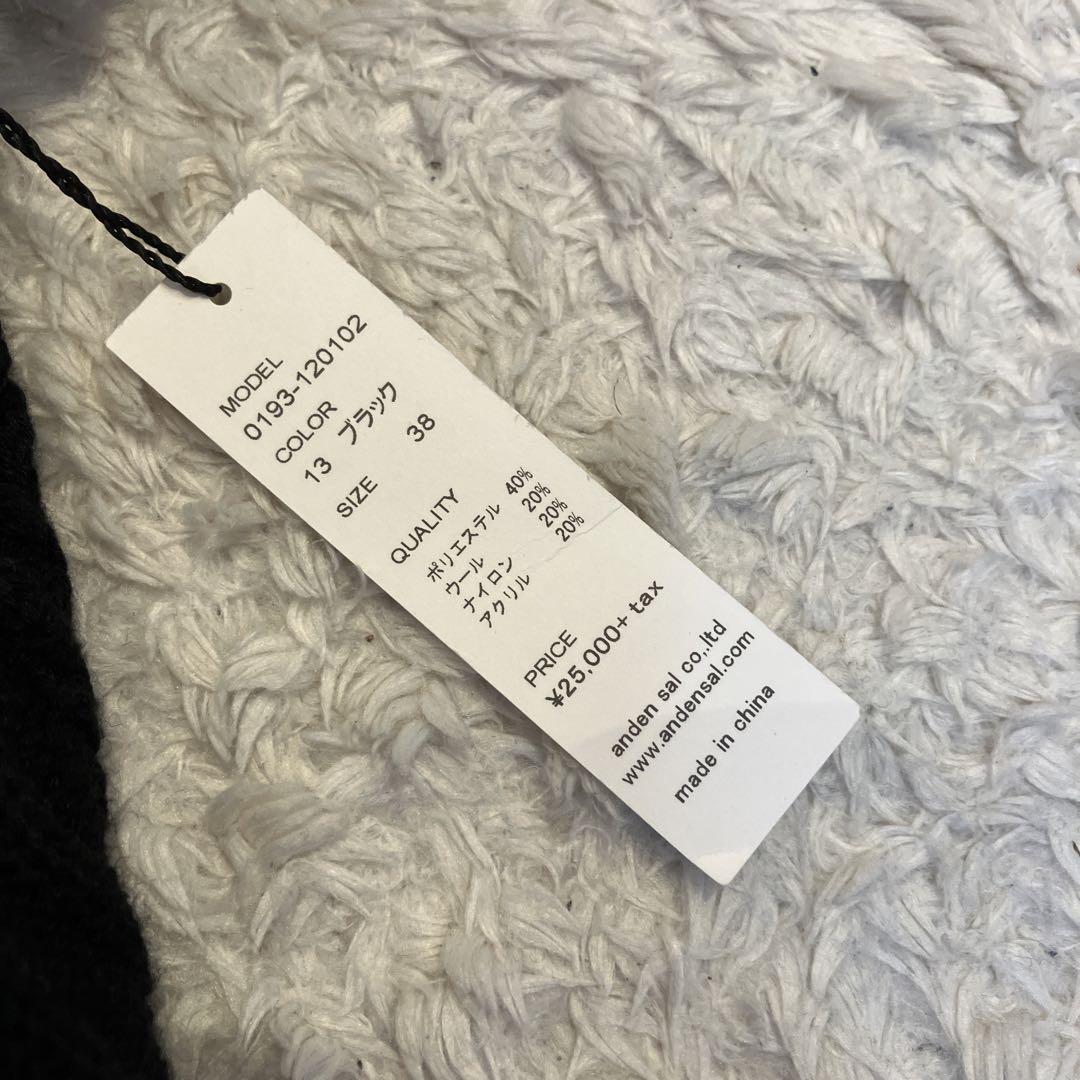 MODEL
0193-120102
COLOR
13 ブラック
SIZE 38
QUALITY
ポリエステル 40%
ウール 20%
ナイロン 20%
アクリル 20%
PRICE
¥25,000+ tax
anden sal co,.ltd
www.andensal.com
made in china